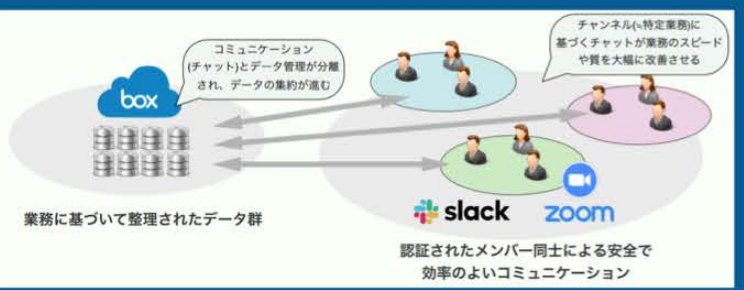 コミュニケーション
(チャット)とデータ管理が分離
され、データの集約が進む
チャンネル(≒特定業務)に
基づくチャットが業務のスピード
や質を大幅に改善させる
box
業務に基づいて整理されたデータ群
slack
zoom
認証されたメンバー同士による安全で
効率のよいコミュニケーション